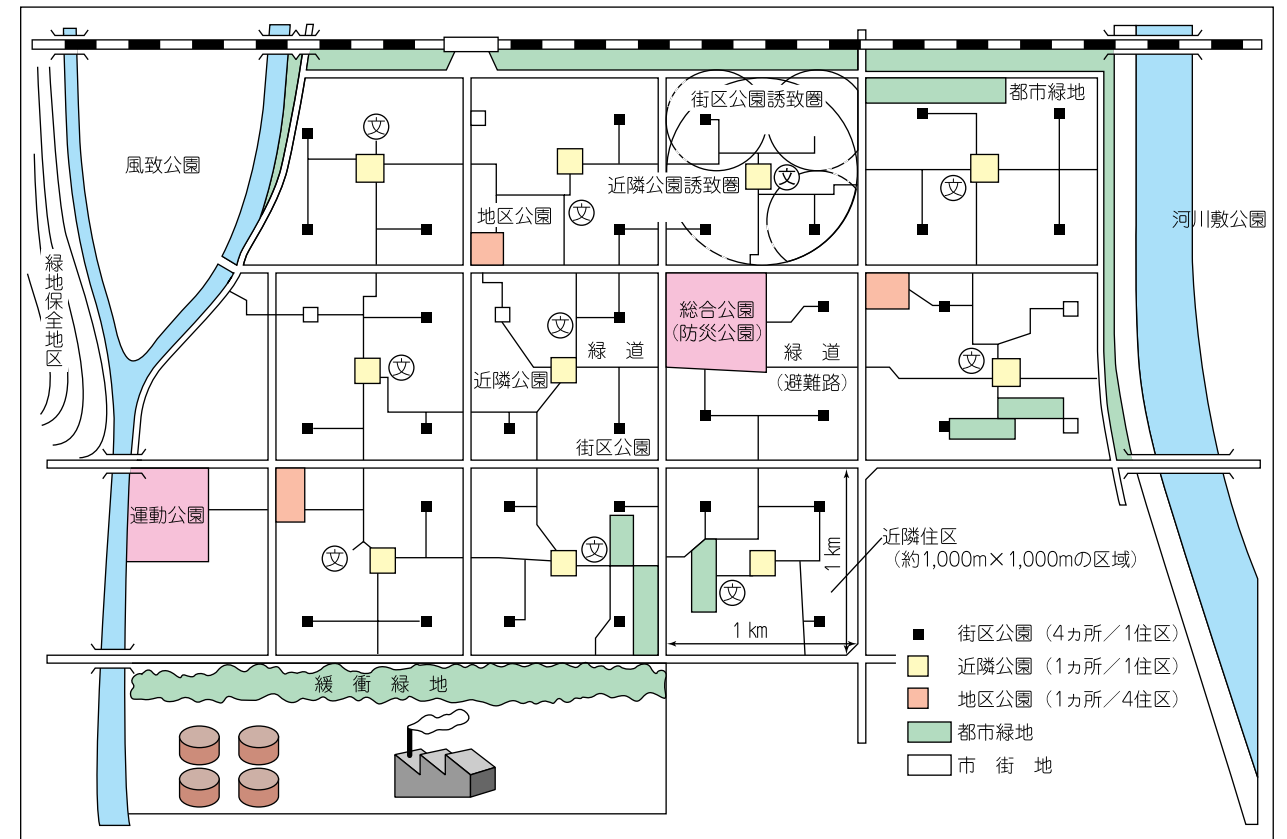 街区公園誘致圏
都市緑地
文
風致公園
文
近隣公園誘致圏
文
文
地区公園
文
河川敷公園
緑地保全地区
総合公園
(防災公園)
文
緑 道
緑 道
文
文
近隣公園
(避難路)
街区公園
運動公園
文
文
文
1 km
近隣住区
(約1,000m×1,000mの区域)
1 km
街区公園(4ヵ所/1住区)
近隣公園(1ヵ所/1住区)
地区公園(1ヵ所/4住区)
都市緑地
市 街 地
緩 衝 緑 地